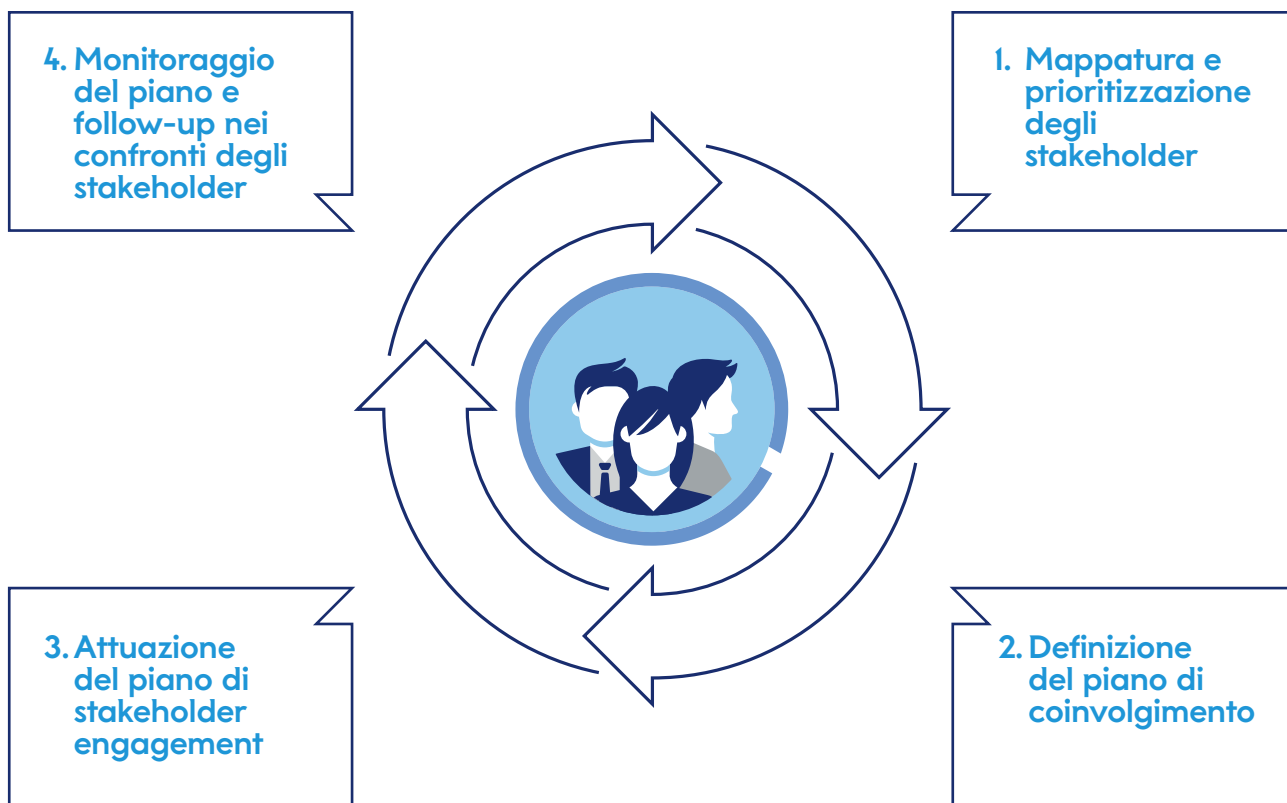 1. Mappatura e
prioritizzazione
degli
stakeholder
2. Definizione
del piano di
coinvolgimento
3. Attuazione
del piano di
stakeholder
engagement
4. Monitoraggio
del piano e
follow-up nei
confronti degli
stakeholder